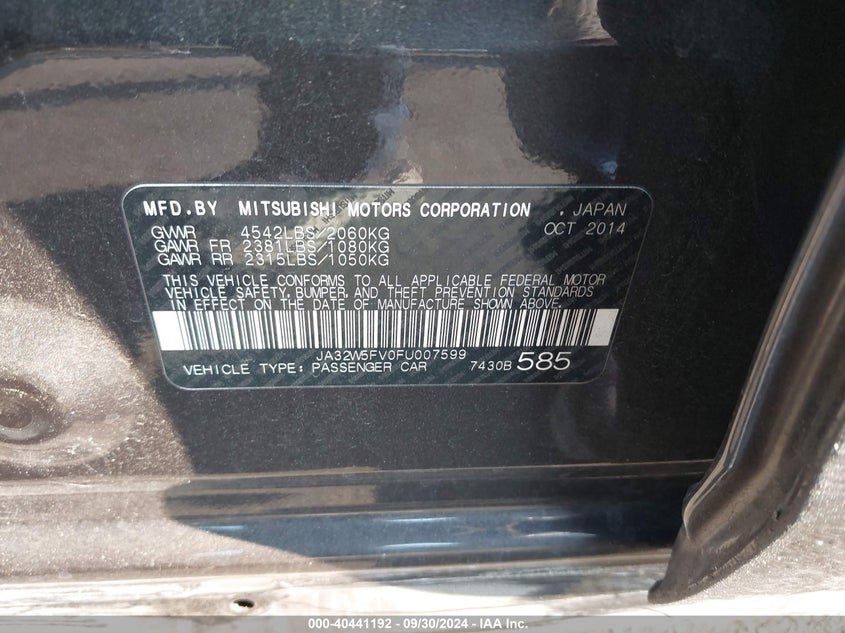 MFD.BY MITSUBISHI MOTORS CORPORATION , JAPAN
GVWR 4542LBS/2060KG OCT 2014
GAWR FR 2381LBS/1080KG
GAWR RR 2315LBS/1050KG
THIS VEHICLE CONFORMS TO ALL APPLICABLE FEDERAL MOTOR
VEHICLE SAFETY, BUMPER, AND THEFT PREVENTION STANDARDS
IN EFFECT ON THE DATE OF MANUFACTURE SHOWN ABOVE.
JA32W5FV0FU007599
VEHICLE TYPE: PASSENGER CAR 7430B 585
000-40441192 - 09/30/2024 - IAA Inc.